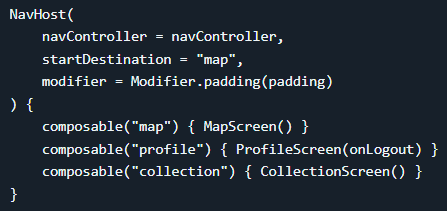 NavHost(
    navController = navController,
    startDestination = "map",
    modifier = Modifier.padding(padding)
) {
    composable("map") { MapScreen() }
    composable("profile") { ProfileScreen(onLogout) }
    composable("collection") { CollectionScreen() }
}